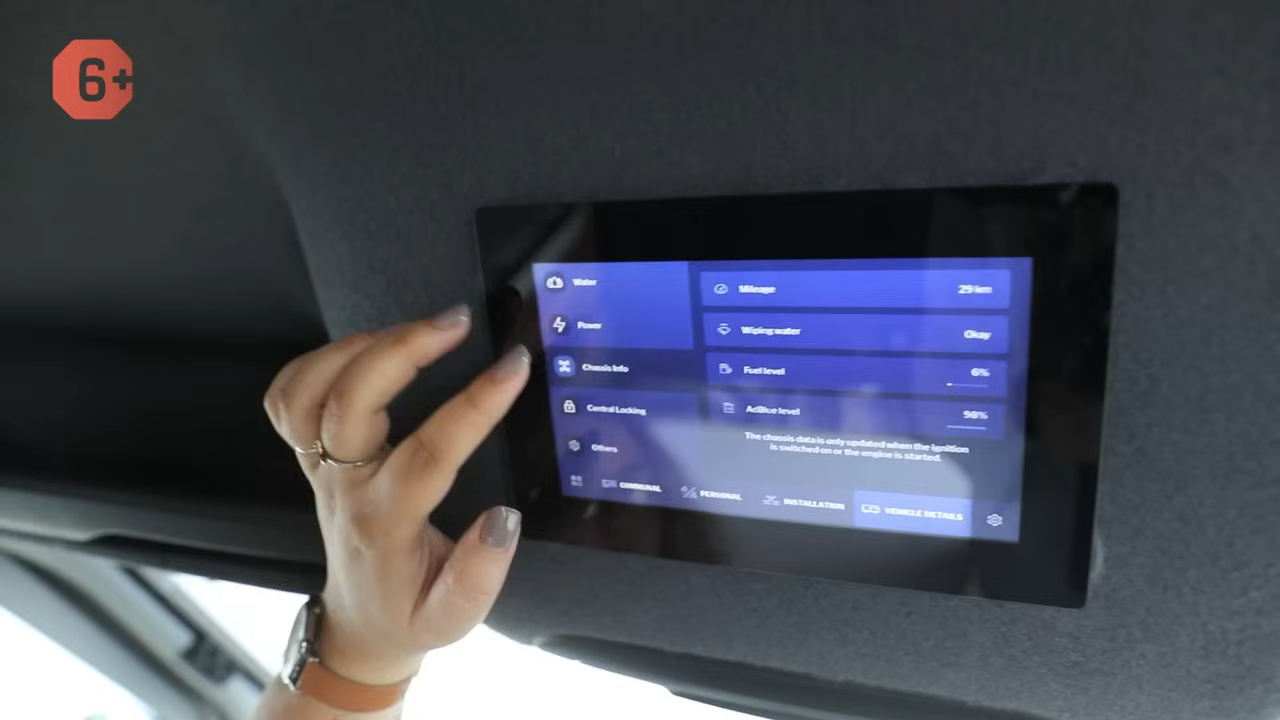 6+
Water
Power
Chassis Info
Central Locking
Others
Mileage 29 km
Wiping water Okay
Fuel level 6%
AdBlue level 98%
The chassis data is only updated when the ignition
is switched on or the engine is started.
COMMUNAL PERSONAL INSTALLATION VEHICLE DETAILS